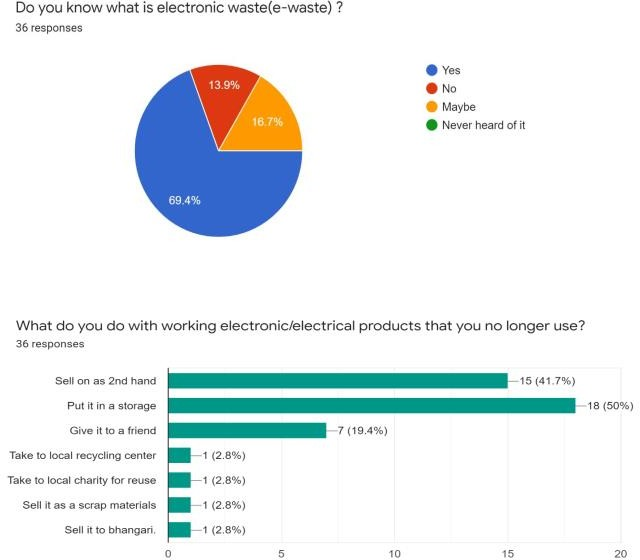 Do you know what is electronic waste(e-waste) ?
36 responses
13.9%
16.7%
69.4%
Yes
No
Maybe
Never heard of it
What do you do with working electronic/electrical products that you no longer use?
36 responses
Sell on as 2nd hand 15 (41.7%)
Put it in a storage 18 (50%)
Give it to a friend 7 (19.4%)
Take to local recycling center 1 (2.8%)
Take to local charity for reuse 1 (2.8%)
Sell it as a scrap materials 1 (2.8%)
Sell it to bhangari. 1 (2.8%)
0 5 10 15 20